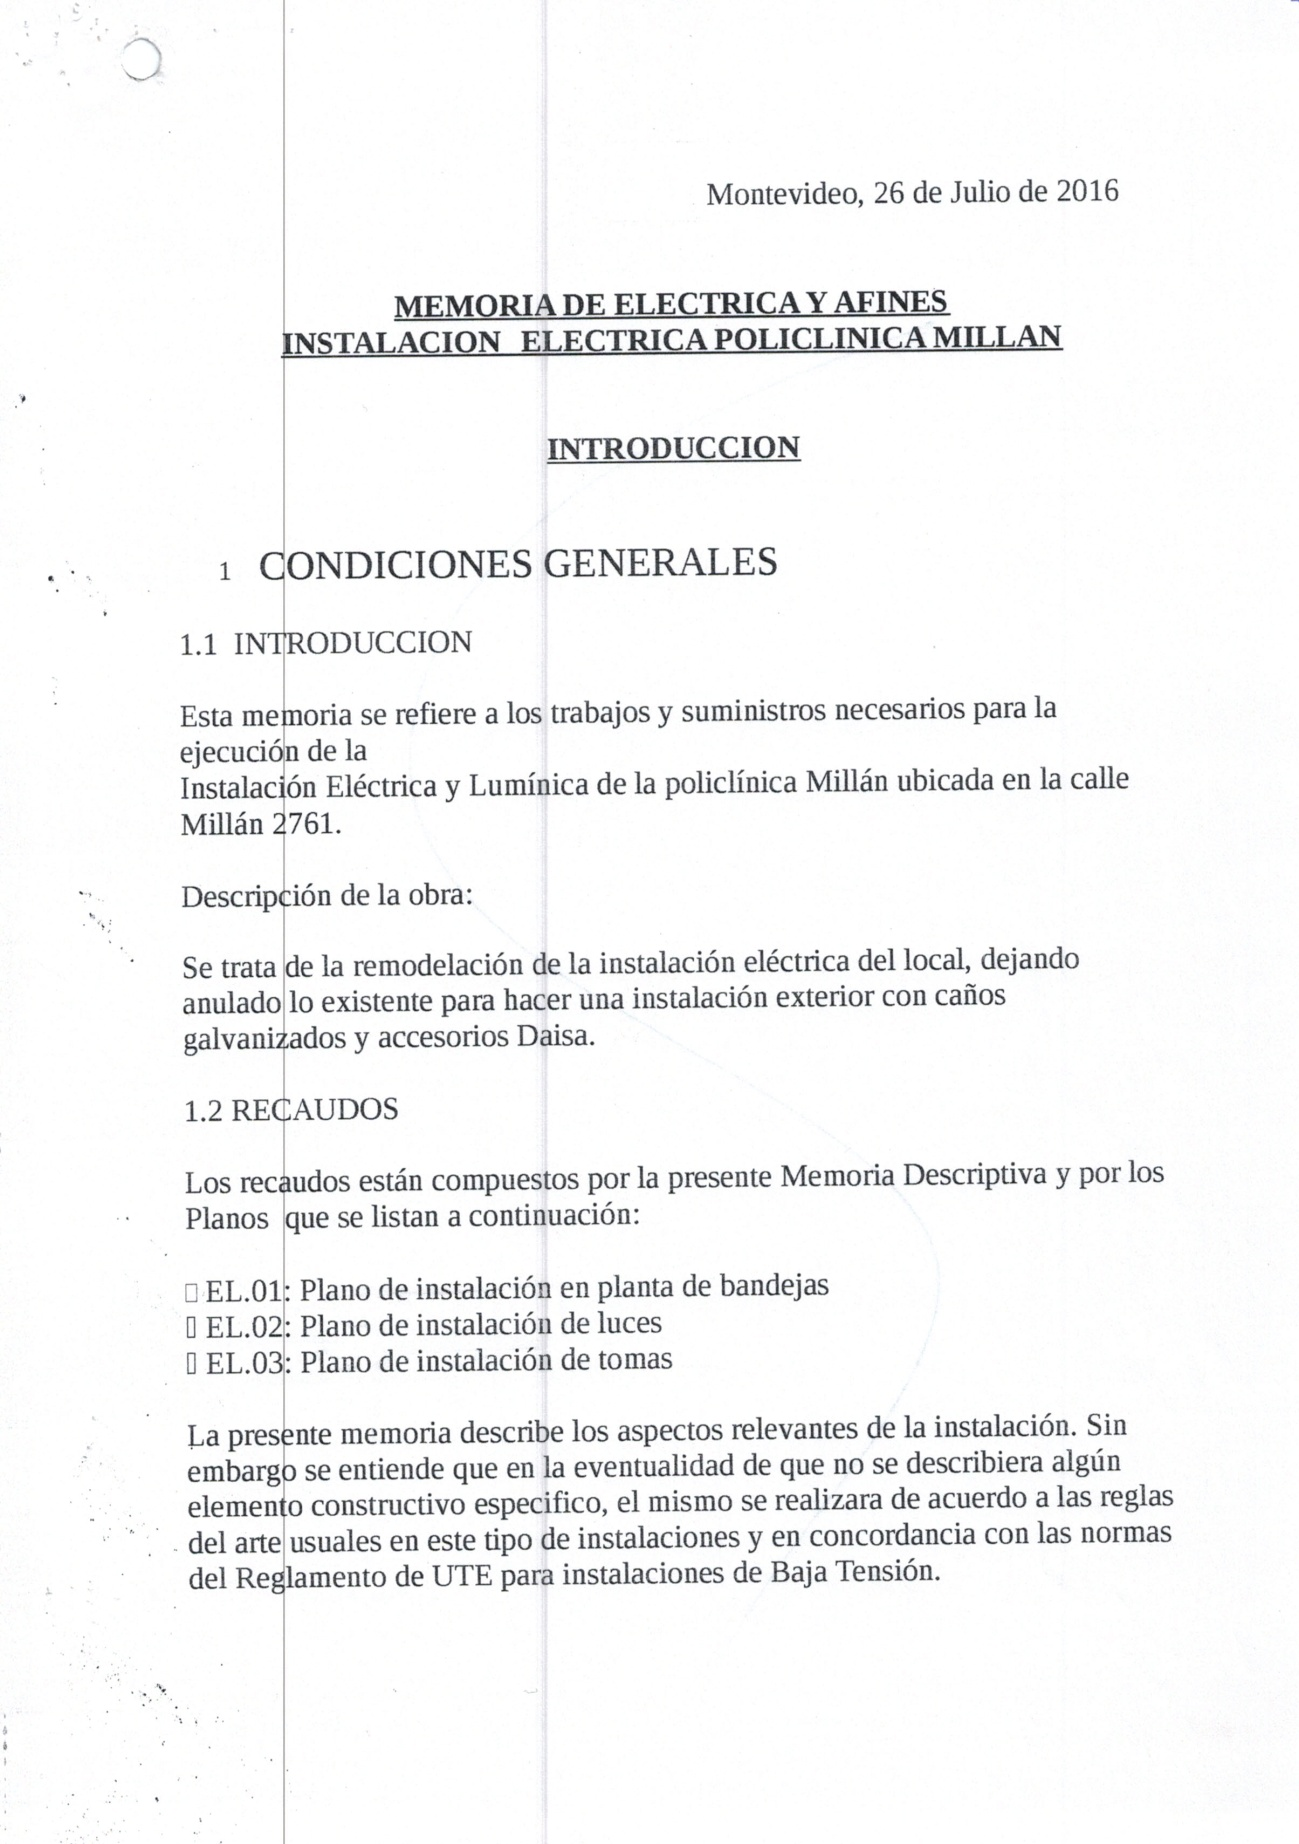 Montevideo, 26 de Julio de 2016
MEMORIA DE ELECTRICA Y AFINES
INSTALACION ELECTRICA POLICLINICA MILLAN
INTRODUCCION
1 CONDICIONES GENERALES
1.1 INTRODUCCION
Esta memoria se refiere a los trabajos y suministros necesarios para la
ejecución de la
Instalación Eléctrica y Lumínica de la policlínica Millán ubicada en la calle
Millán 2761.
Descripción de la obra:
Se trata de la remodelación de la instalación eléctrica del local, dejando
anulado lo existente para hacer una instalación exterior con caños
galvanizados y accesorios Daisa.
1.2 RECAUDOS
Los recaudos están compuestos por la presente Memoria Descriptiva y por los
Planos que se listan a continuación:
▯ EL.01: Plano de instalación en planta de bandejas
▯ EL.02: Plano de instalación de luces
▯ EL.03: Plano de instalación de tomas
La presente memoria describe los aspectos relevantes de la instalación. Sin
embargo se entiende que en la eventualidad de que no se describiera algún
elemento constructivo especifico, el mismo se realizara de acuerdo a las reglas
del arte usuales en este tipo de instalaciones y en concordancia con las normas
del Reglamento de UTE para instalaciones de Baja Tensión.